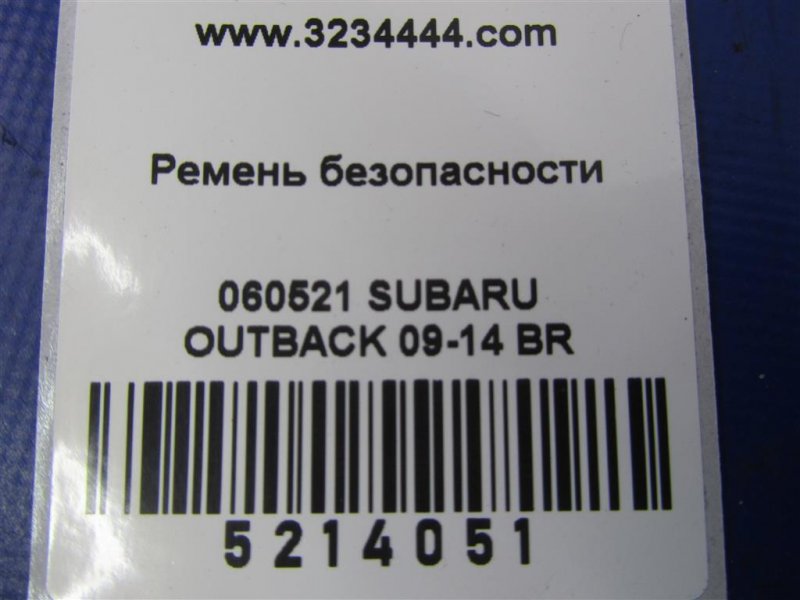 www.3234444.com
Ремень безопасности
060521 SUBARU
OUTBACK 09-14 BR
5214051